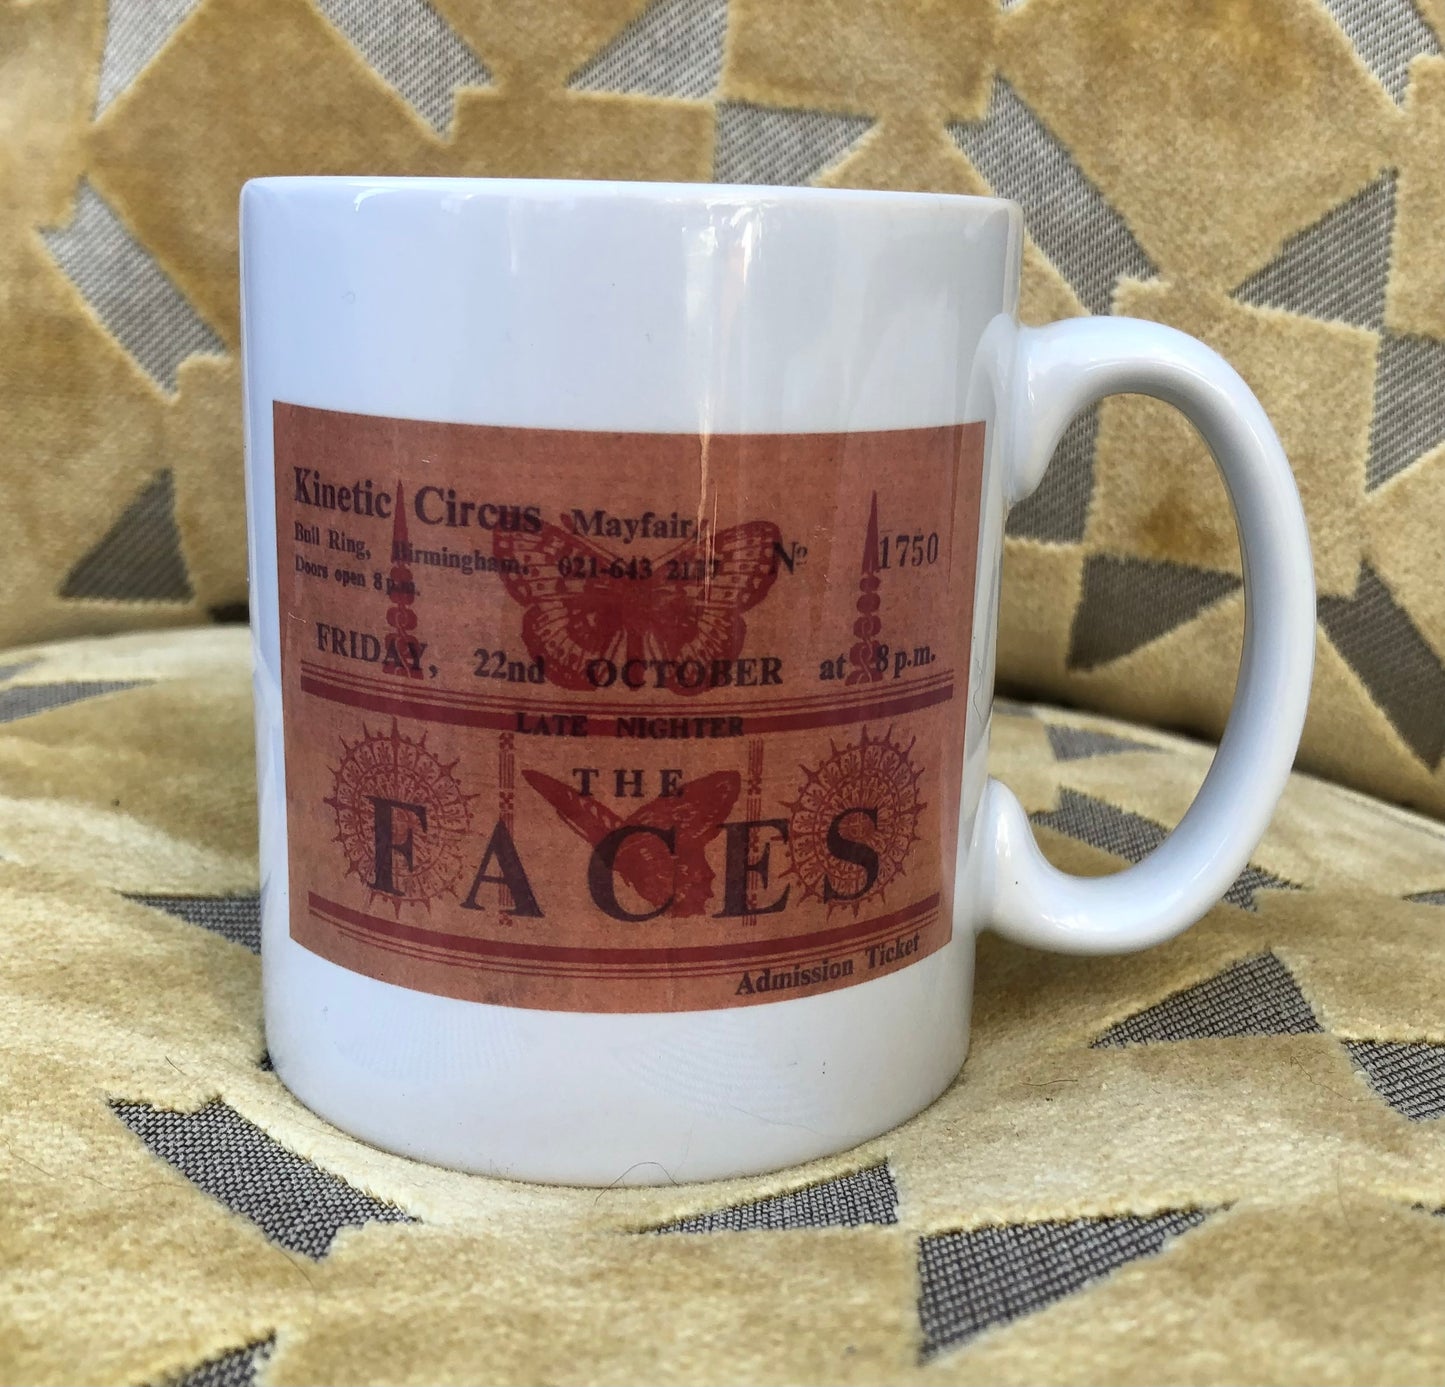 Kinetic Circus Mayfair,
Bull Ring, Birmingham. 021-643
Doors open 8 p.m.
Nº 1750
FRIDAY, 22nd OCTOBER at 8 p.m.
LATE NIGHTER
THE
FACES
Admission Ticket